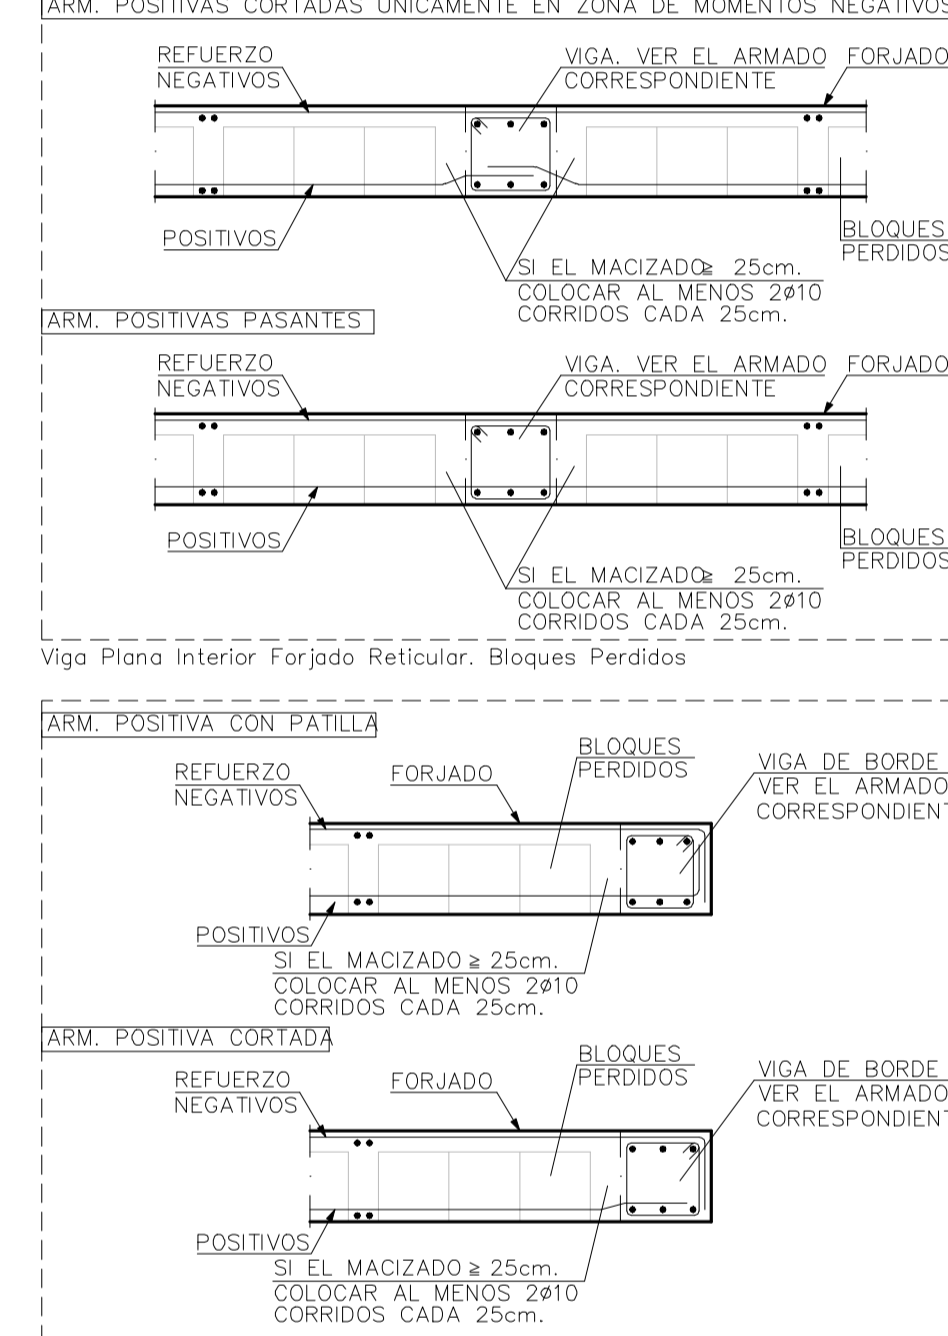 ARM. POSITIVAS CORTADAS UNICAMENTE EN ZONA DE MOMENTOS NEGATIVOS
REFUERZO
NEGATIVOS
VIGA. VER EL ARMADO
CORRESPONDIENTE
FORJADO
POSITIVOS
BLOQUES
PERDIDOS
SI EL MACIZADO≥ 25cm.
COLOCAR AL MENOS 2ø10
CORRIDOS CADA 25cm.
ARM. POSITIVAS PASANTES
REFUERZO
NEGATIVOS
VIGA. VER EL ARMADO
CORRESPONDIENTE
FORJADO
POSITIVOS
BLOQUES
PERDIDOS
SI EL MACIZADO≥ 25cm.
COLOCAR AL MENOS 2ø10
CORRIDOS CADA 25cm.
Viga Plana Interior Forjado Reticular. Bloques Perdidos
ARM. POSITIVA CON PATILLA
REFUERZO
NEGATIVOS
FORJADO
BLOQUES
PERDIDOS
VIGA DE BORDE
VER EL ARMADO
CORRESPONDIENT
POSITIVOS
SI EL MACIZADO ≥ 25cm.
COLOCAR AL MENOS 2ø10
CORRIDOS CADA 25cm.
ARM. POSITIVA CORTADA
REFUERZO
NEGATIVOS
FORJADO
BLOQUES
PERDIDOS
VIGA DE BORDE
VER EL ARMADO
CORRESPONDIENT
POSITIVOS
SI EL MACIZADO ≥ 25cm.
COLOCAR AL MENOS 2ø10
CORRIDOS CADA 25cm.